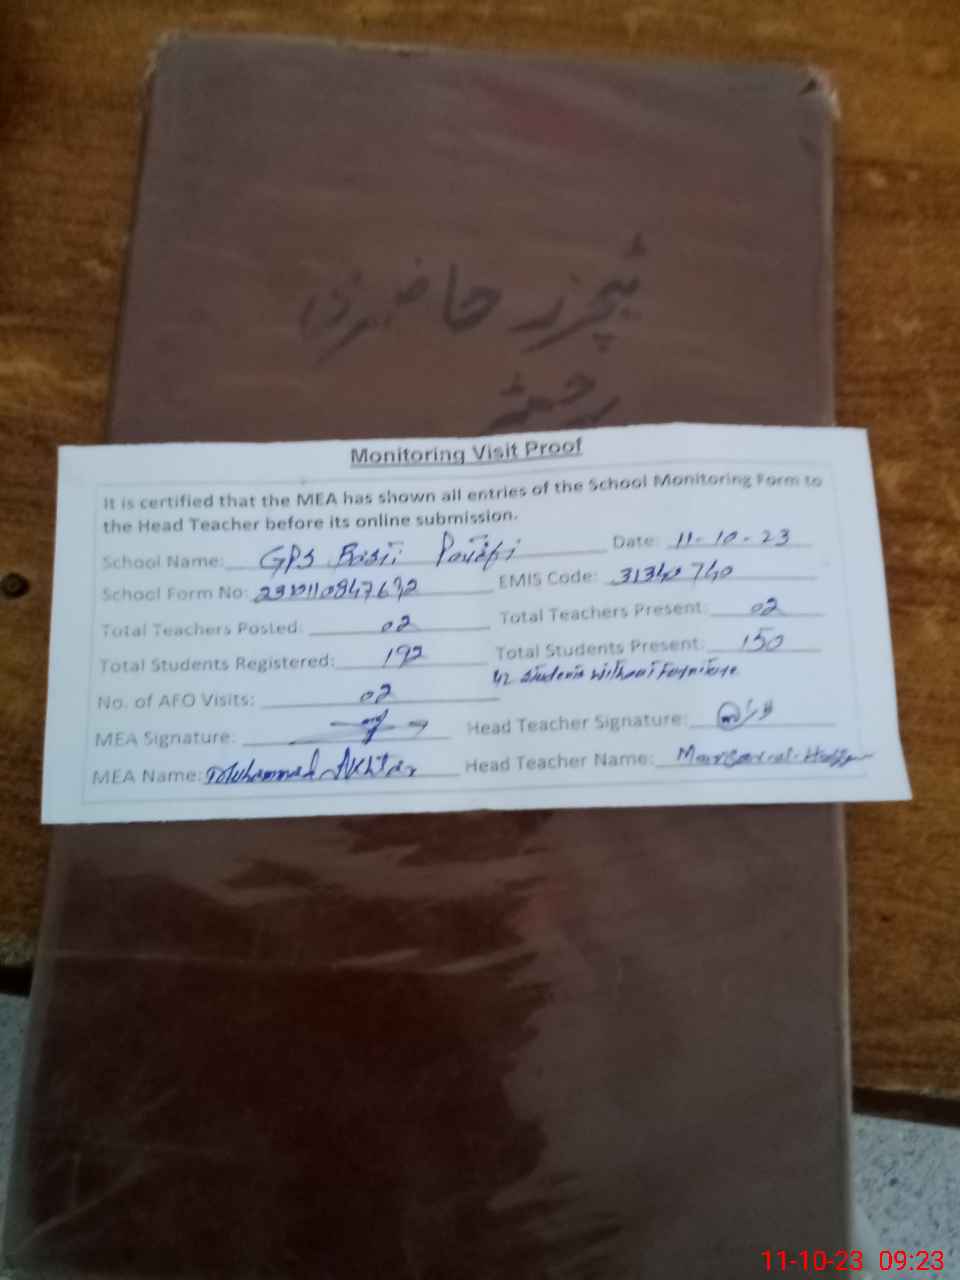 ٹیچرز حاضری
رجسٹر
Monitoring Visit Proof
It is certified that the MEA has shown all entries of the School Monitoring Form to
the Head Teacher before its online submission.
School Name: GPS Basti Date: 11-10-23
School Form No: EMIS Code: 31340740
Total Teachers Posted: 02 Total Teachers Present: 02
Total Students Registered: 192 Total Students Present: 150
42 Students without Furniture
No. of AFO Visits: 02
MEA Signature: Head Teacher Signature:
MEA Name: Muhammad Akhtar Head Teacher Name:
11-10-23 09:23